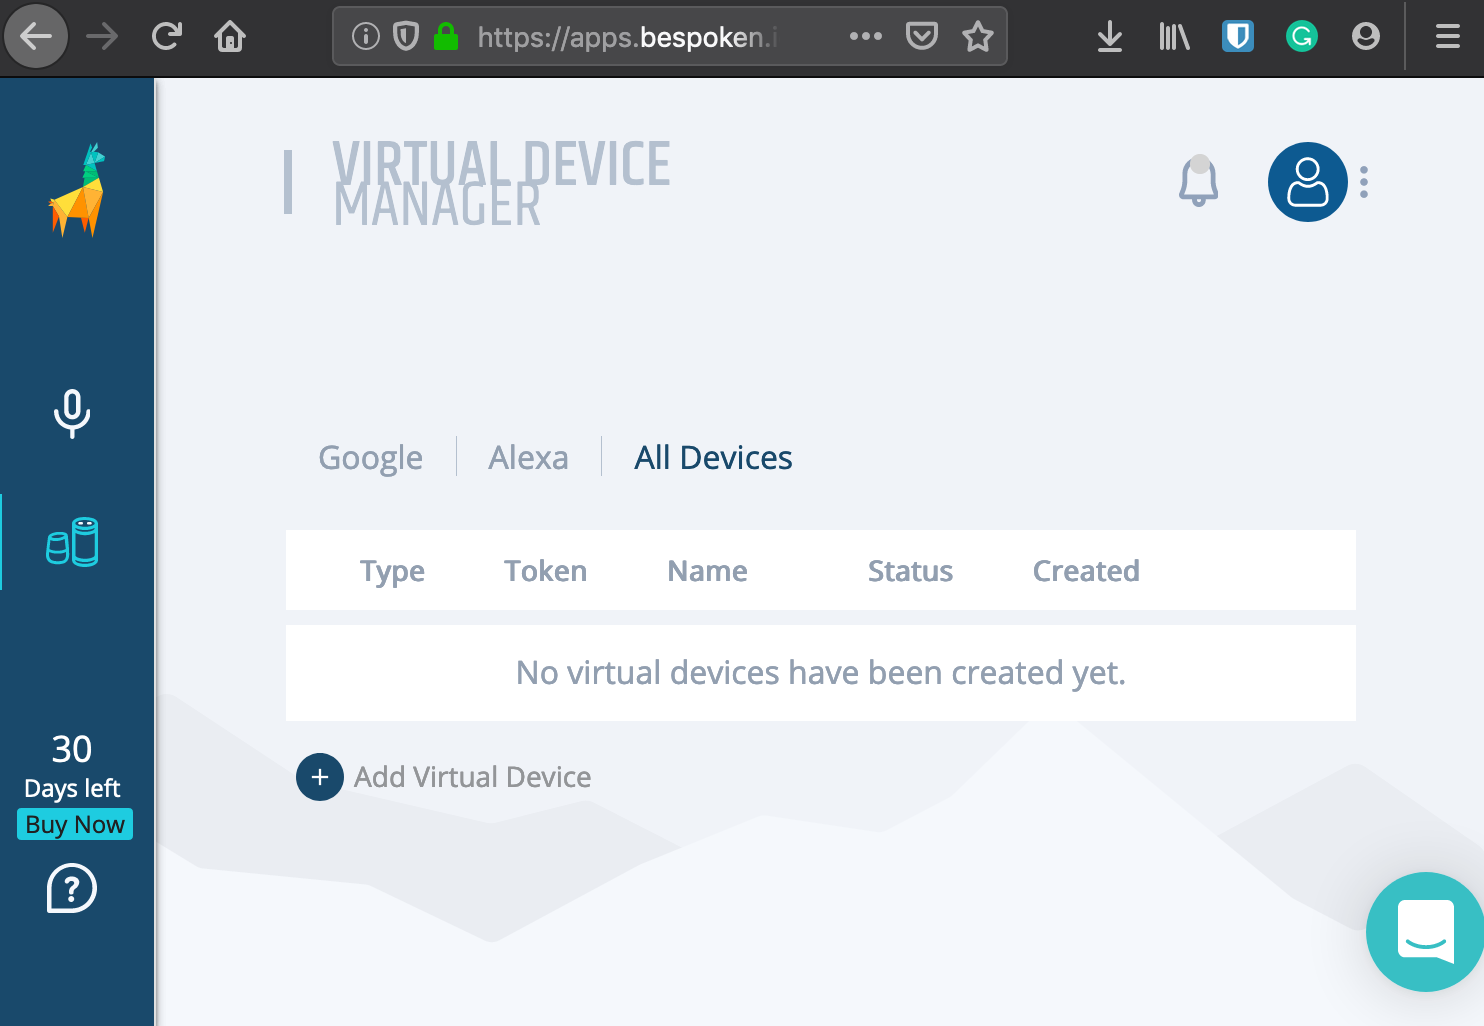 https://apps.bespoken.i
VIRTUAL DEVICE
MANAGER
Google Alexa All Devices
Type Token Name Status Created
No virtual devices have been created yet.
+ Add Virtual Device
30
Days left
Buy Now
?